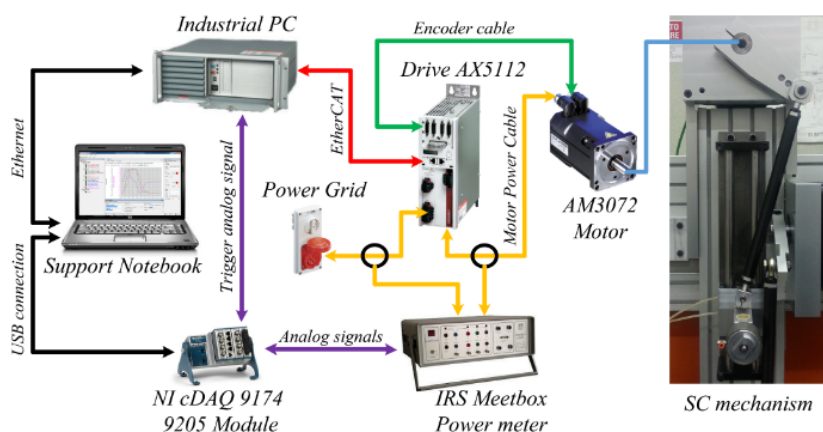 Industrial PC
Encoder cable
Drive AX5112
Ethernet
EtherCAT
Trigger analog signal
Power Grid
Motor Power Cable
AM3072
Motor
Support Notebook
USB connection
Analog signals
NI cDAQ 9174
9205 Module
IRS Meetbox
Power meter
SC mechanism